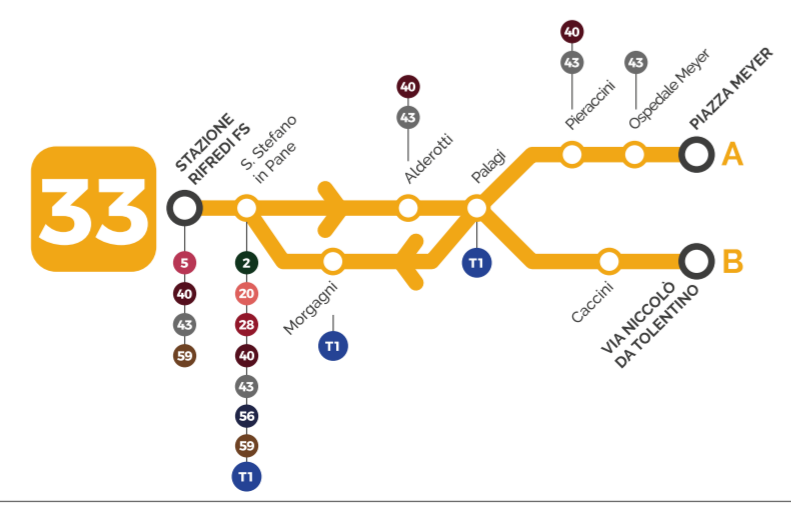 33
STAZIONE
RIFREDI FS
5
40
43
59
S. Stefano
in Pane
2
20
28
40
43
56
59
T1
Morgagni
T1
40
43
Alderotti
Palagi
T1
40
43
Pieraccini
43
Ospedale Meyer
PIAZZA MEYER
A
Caccini
VIA NICCOLÒ
DA TOLENTINO
B